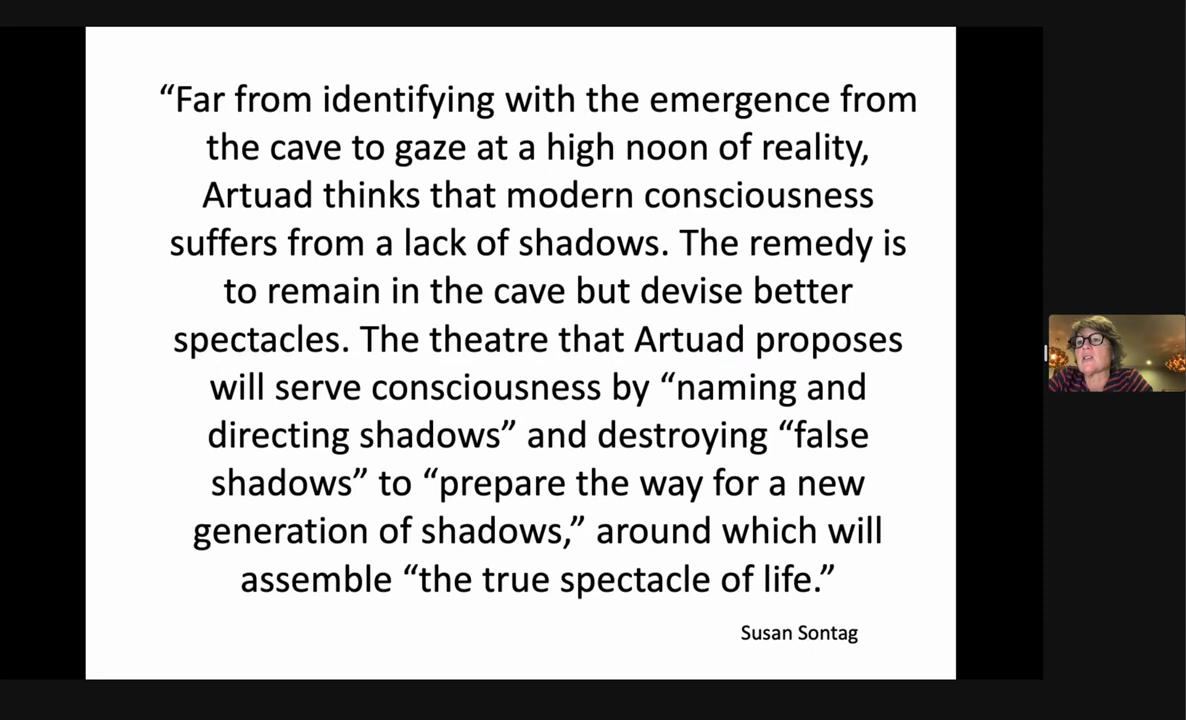 “Far from identifying with the emergence from
the cave to gaze at a high noon of reality,
Artuad thinks that modern consciousness
suffers from a lack of shadows. The remedy is
to remain in the cave but devise better
spectacles. The theatre that Artuad proposes
will serve consciousness by “naming and
directing shadows” and destroying “false
shadows” to “prepare the way for a new
generation of shadows,” around which will
assemble “the true spectacle of life.”
Susan Sontag